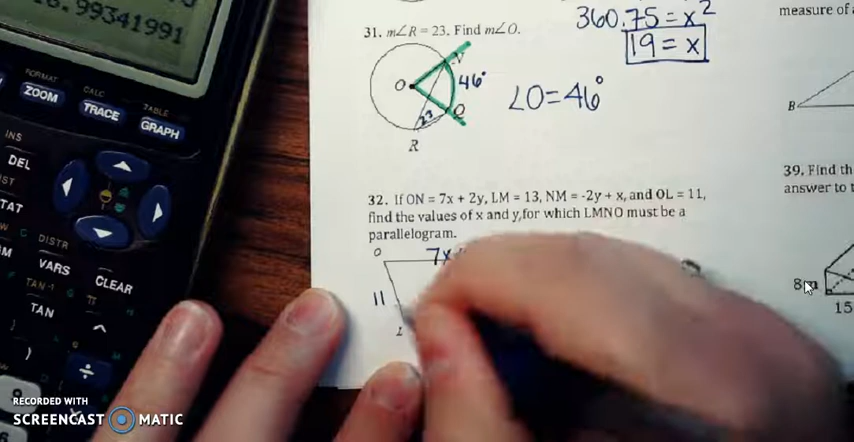 6.99341991
FORMAT
ZOOM
CALC
TRACE
TABLE
GRAPH
INS
DEL
DISTR
VARS
CLEAR
TAN
TAN
)
÷
31. m∠R = 23. Find m∠O.
O
46°
23
R
∠O = 46°
360.75 = x²
19 = x
measure of
B
32. If ON = 7x + 2y, LM = 13, NM = -2y + x, and OL = 11,
find the values of x and y, for which LMNO must be a
parallelogram.
O
7x
11
L
39. Find th
answer to
8
15
RECORDED WITH
SCREENCAST MATIC